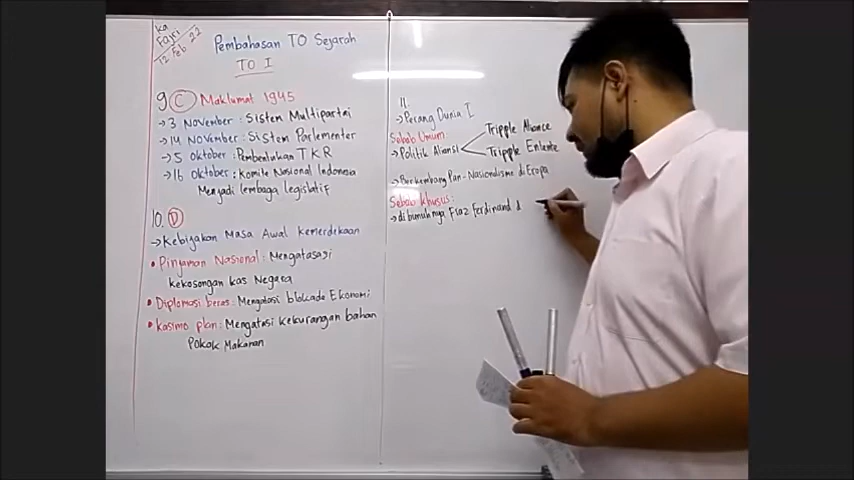 Ka
Fajri
12 Feb 22
Pembahasan TO Sejarah
TO I
9 C Maklumat 1945
→ 3 November : Sistem Multipartai
→ 14 November : Sistem Parlementer
→ 5 Oktober : Pembentukan TKR
→ 16 Oktober : Komite Nasional Indonesia
Menjadi lembaga legislatif
10. D
→ Kebijakan Masa Awal Kemerdekaan
• Pinjaman Nasional : Mengatasi
kekosongan kas Negara
• Diplomasi beras : Mengatasi blokade Ekonomi
• Kasimo plan : Mengatasi kekurangan bahan
Pokok Makanan
11.
→ Perang Dunia I
Sebab Umum :
→ Politik Aliansi
Tripple Aliance
Tripple Entente
→ Berkembang Pan-Nasionalisme di Eropa
Sebab khusus :
→ dibunuhnya Fraz Ferdinand d